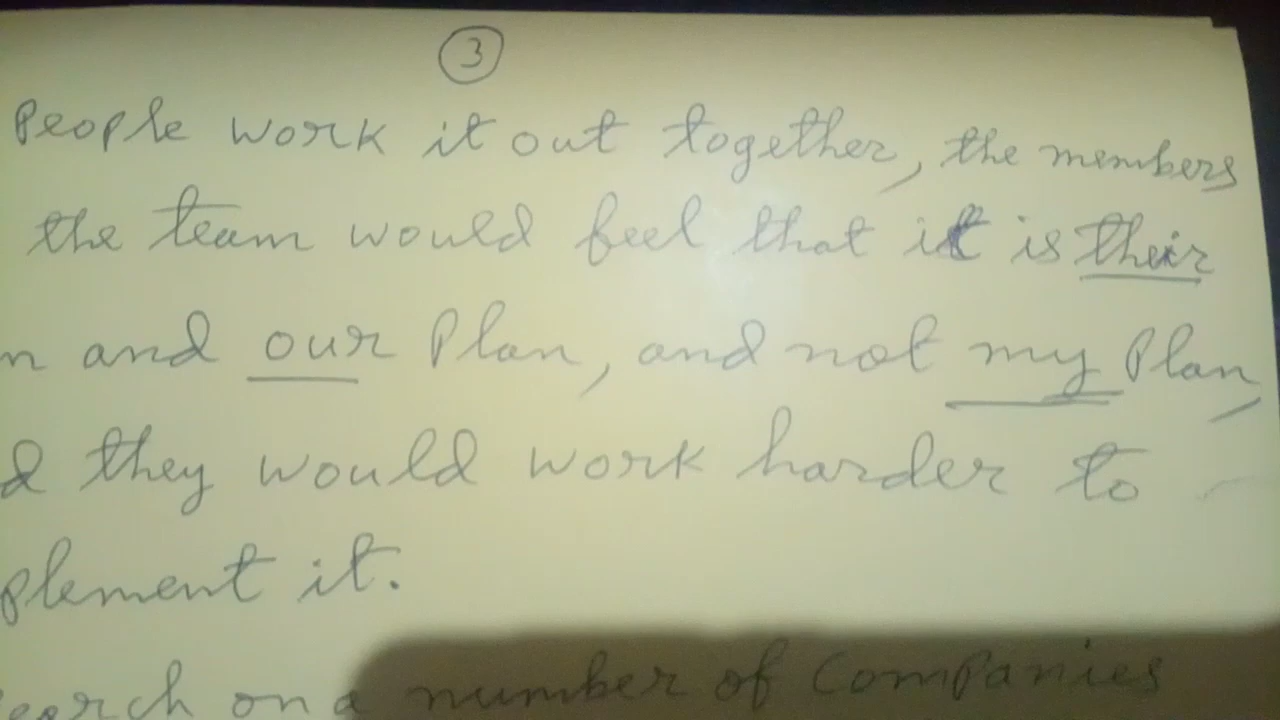 3
People work it out together, the members
the team would feel that it is their
n and our Plan, and not my Plan,
d they would work harder to
plement it.
earch on a number of Companies